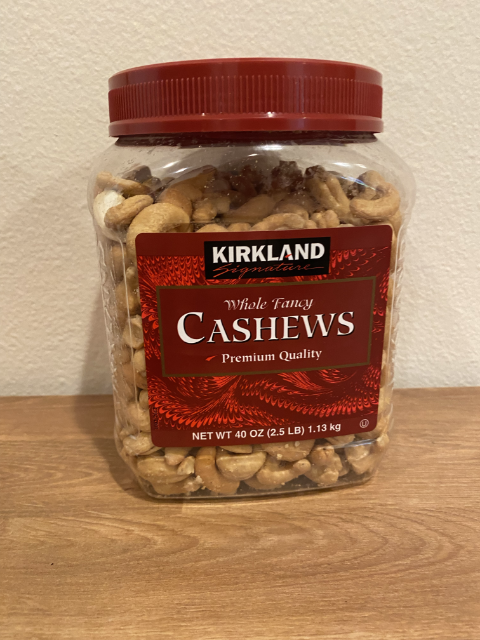 KIRKLAND
Signature
Whole Fancy
CASHEWS
Premium Quality
NET WT 40 OZ (2.5 LB) 1.13 kg
U